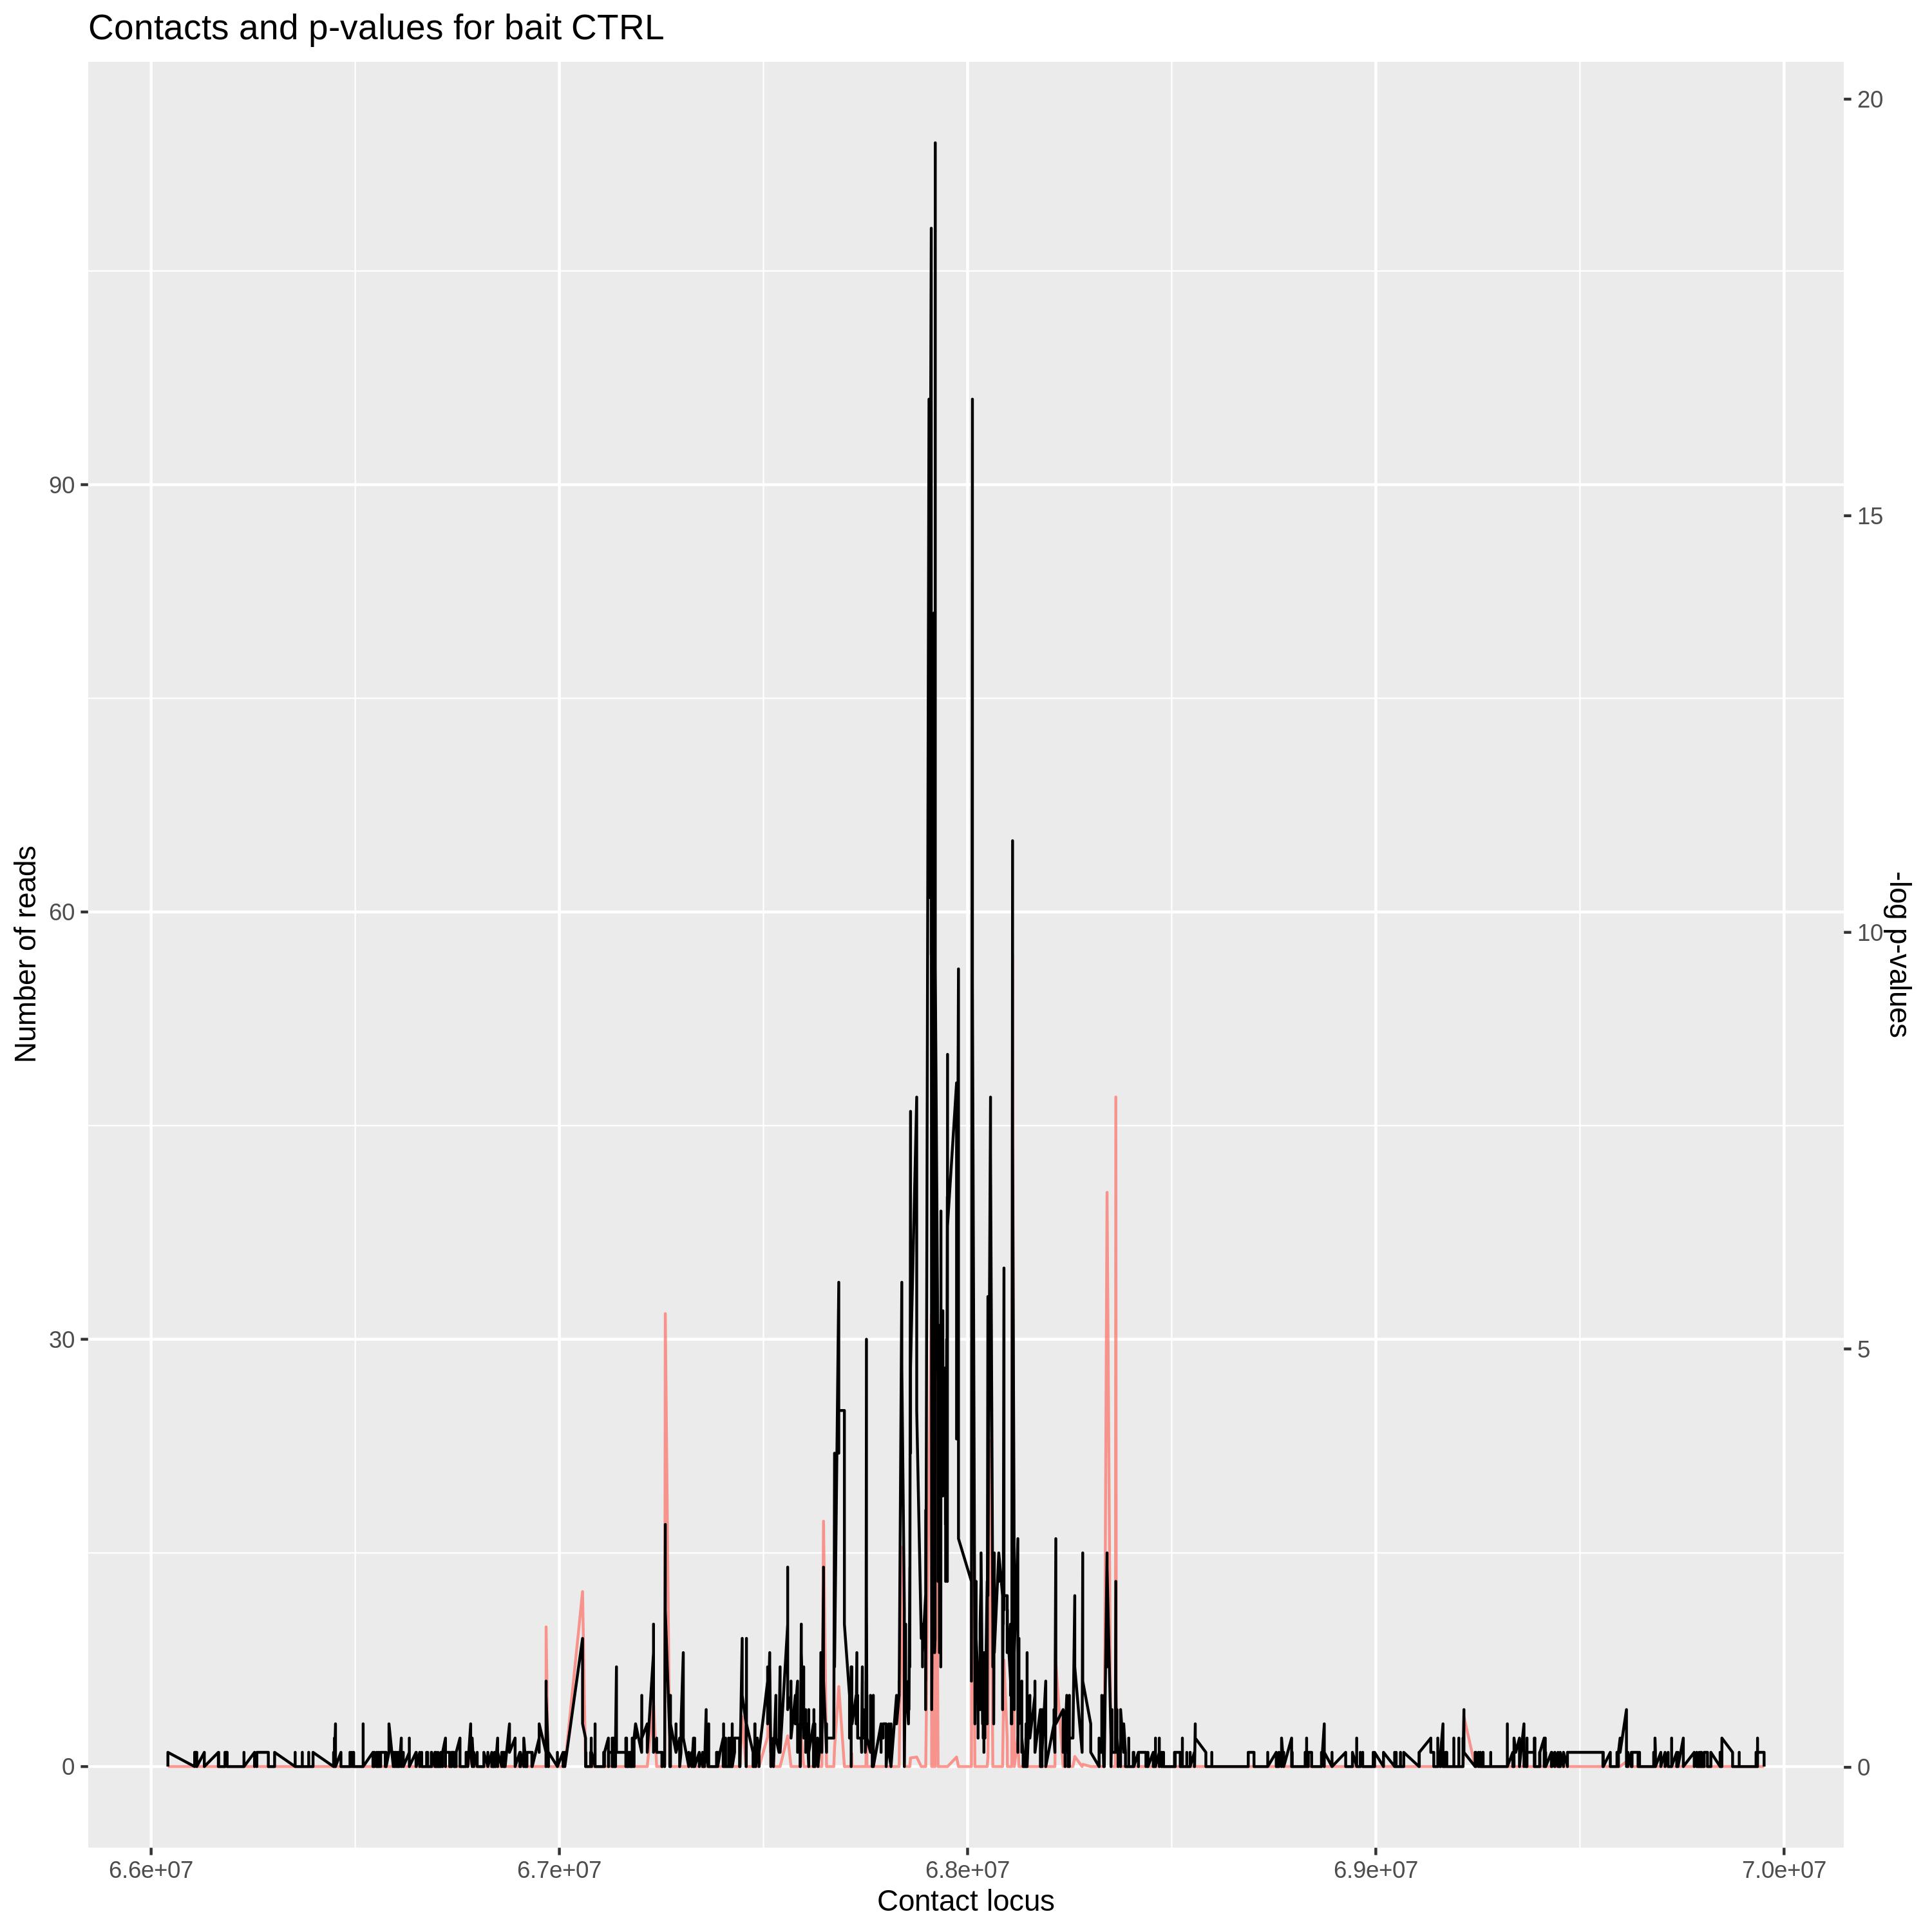 Contacts and p-values for bait CTRL
Number of reads
90
60
30
0
20
15
10
5
0
-log p-values
6.6e+07
6.7e+07
6.8e+07
6.9e+07
7.0e+07
Contact locus